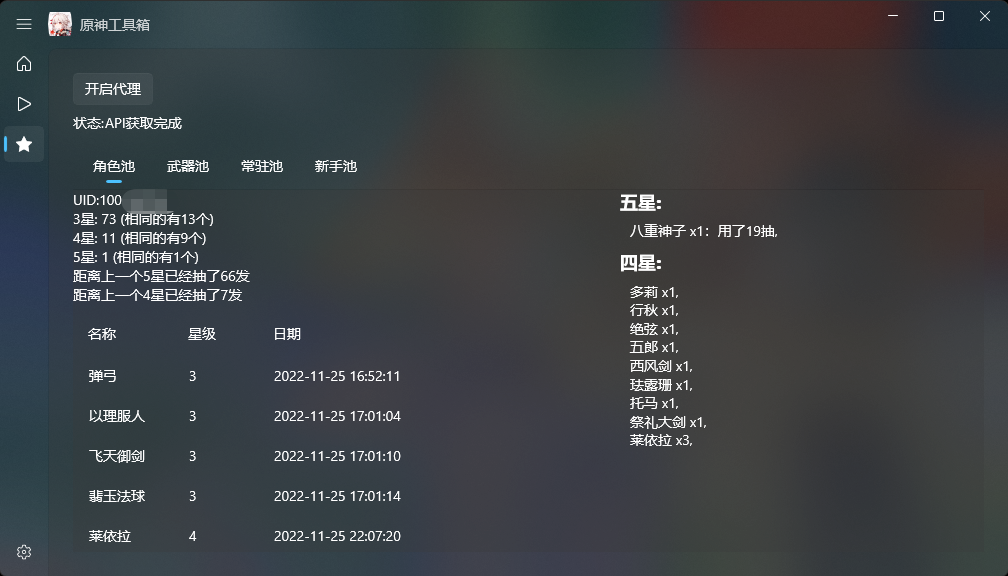 原神工具箱
开启代理
状态:API获取完成
角色池 武器池 常驻池 新手池
UID:100
3星: 73 (相同的有13个)
4星: 11 (相同的有9个)
5星: 1 (相同的有1个)
距离上一个5星已经抽了66发
距离上一个4星已经抽了7发
名称 星级 日期
弹弓 3 2022-11-25 16:52:11
以理服人 3 2022-11-25 17:01:04
飞天御剑 3 2022-11-25 17:01:10
翡玉法球 3 2022-11-25 17:01:14
莱依拉 4 2022-11-25 22:07:20
五星:
八重神子 x1: 用了19抽,
四星:
多莉 x1,
行秋 x1,
绝弦 x1,
五郎 x1,
西风剑 x1,
珐露珊 x1,
托马 x1,
祭礼大剑 x1,
莱依拉 x3,